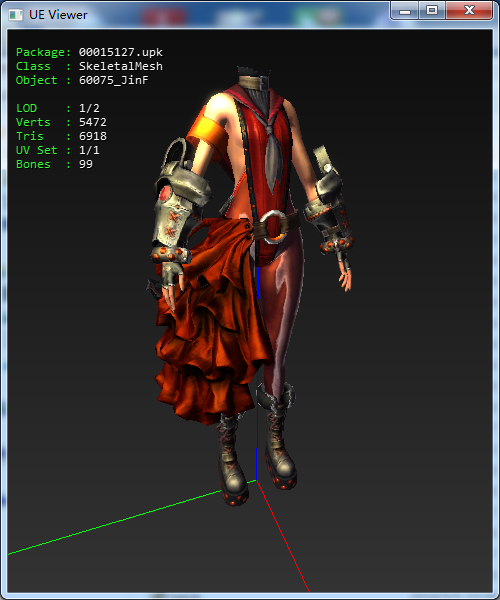 UE Viewer
Package: 00015127.upk
Class : SkeletalMesh
Object : 60075_JinF
LOD : 1/2
Verts : 5472
Tris : 6918
UV Set : 1/1
Bones : 99